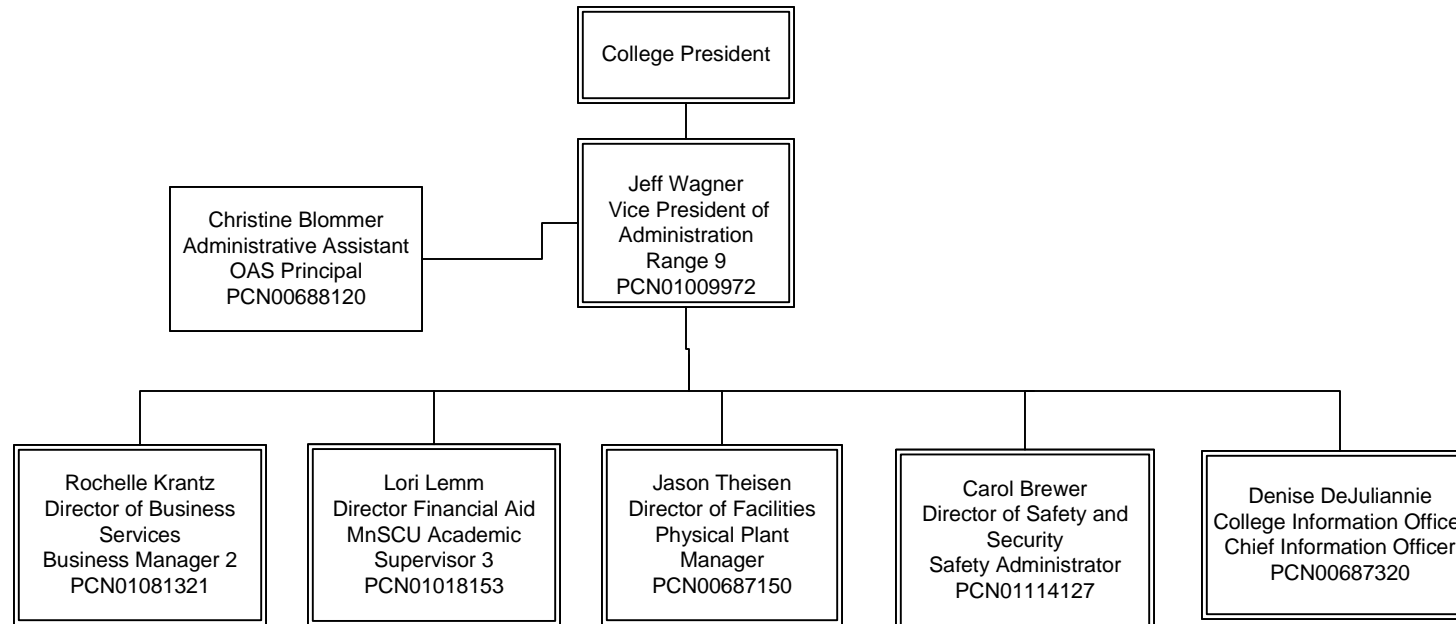 College President
Jeff Wagner
Vice President of
Administration
Range 9
PCN01009972
Christine Blommer
Administrative Assistant
OAS Principal
PCN00688120
Rochelle Krantz
Director of Business
Services
Business Manager 2
PCN01081321
Lori Lemm
Director Financial Aid
MnSCU Academic
Supervisor 3
PCN01018153
Jason Theisen
Director of Facilities
Physical Plant
Manager
PCN00687150
Carol Brewer
Director of Safety and
Security
Safety Administrator
PCN01114127
Denise DeJuliannie
College Information Office
Chief Information Officer
PCN00687320